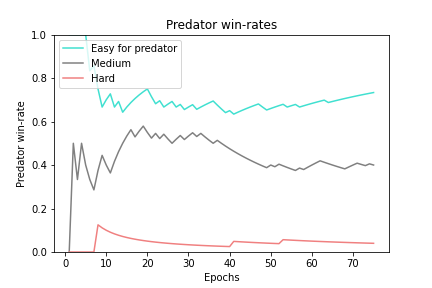 Predator win-rates
1.0
0.8
0.6
0.4
0.2
0.0
Predator win-rate
Easy for predator
Medium
Hard
0 10 20 30 40 50 60 70
Epochs